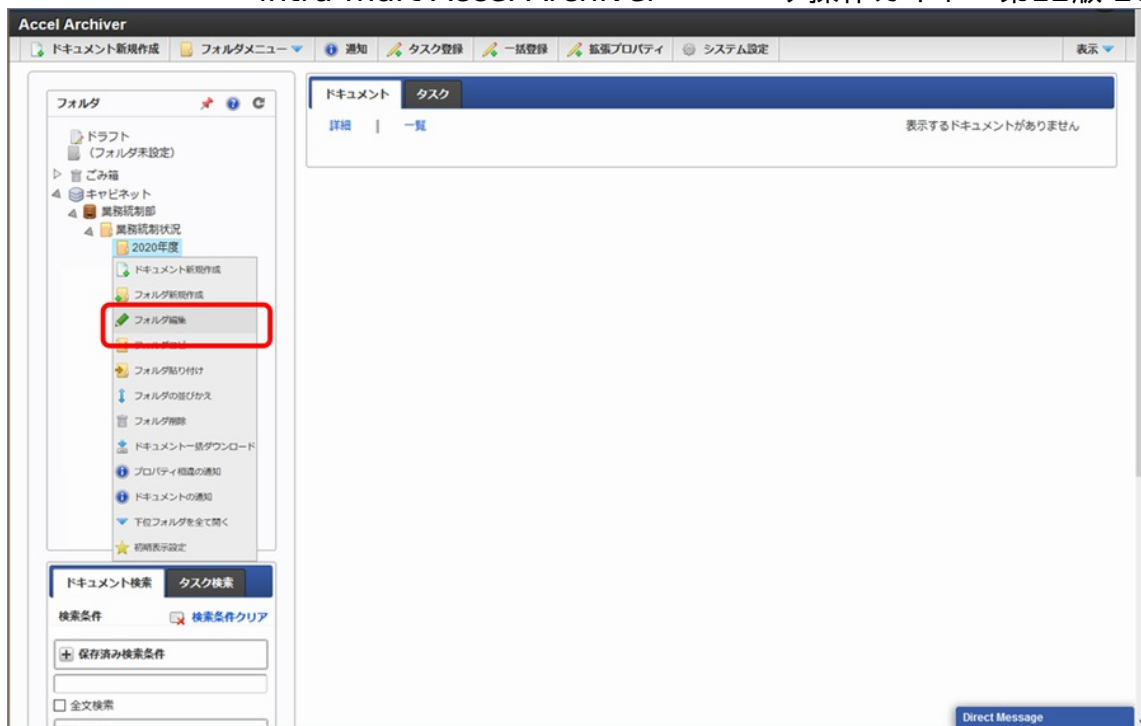 Accel Archiver
ドキュメント新規作成 フォルダメニュー 通知 タスク登録 一括登録 拡張プロパティ システム設定 表示
フォルダ
ドラフト
（フォルダ未設定）
ごみ箱
キャビネット
業務統制部
業務統制状況
2020年度
ドキュメント新規作成
フォルダ新規作成
フォルダ編集
フォルダ貼り付け
フォルダの並びかえ
フォルダ削除
ドキュメント一括ダウンロード
プロパティ相違の通知
ドキュメントの通知
下位フォルダを全て開く
初期表示設定
ドキュメント検索 タスク検索
検索条件 検索条件クリア
保存済み検索条件
全文検索
ドキュメント タスク
詳細 | 一覧 表示するドキュメントがありません
Direct Message